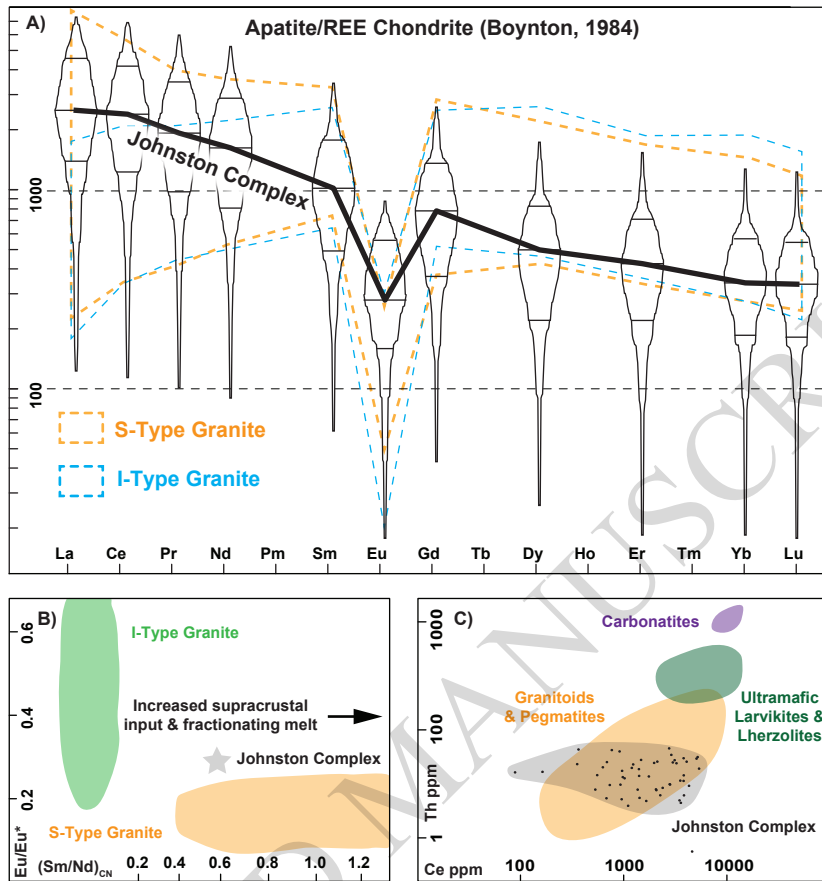 A)
Apatite/REE Chondrite (Boynton, 1984)
1000
100
Johnston Complex
S-Type Granite
I-Type Granite
La Ce Pr Nd Pm Sm Eu Gd Tb Dy Ho Er Tm Yb Lu
B)
0.6
0.4
0.2
Eu/Eu*
I-Type Granite
Increased supracrustal
input & fractionating melt
Johnston Complex
S-Type Granite
(Sm/Nd)CN
0.2 0.4 0.6 0.8 1.0 1.2
C)
1000
100
1
Th ppm
Carbonatites
Granitoids
& Pegmatites
Ultramafic
Larvikites &
Lherzolites
Johnston Complex
Ce ppm
100 1000 10000
D MANUSCRI